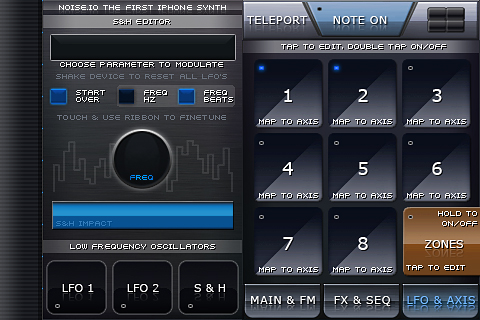 NOISE.IO THE FIRST IPHONE SYNTH
S&H EDITOR
CHOOSE PARAMETER TO MODULATE
SHAKE DEVICE TO RESET ALL LFO'S
START OVER
FREQ HZ
FREQ BEATS
TOUCH & USE RIBBON TO FINETUNE
FREQ
S&H IMPACT
LOW FREQUENCY OSCILLATORS
LFO 1
LFO 2
S & H
TELEPORT
NOTE ON
TAP TO EDIT, DOUBLE TAP ON/OFF
1
MAP TO AXIS
2
MAP TO AXIS
3
MAP TO AXIS
4
MAP TO AXIS
5
MAP TO AXIS
6
MAP TO AXIS
7
MAP TO AXIS
8
MAP TO AXIS
HOLD TO
ON/OFF
ZONES
TAP TO EDIT
MAIN & FM
FX & SEQ
LFO & AXIS